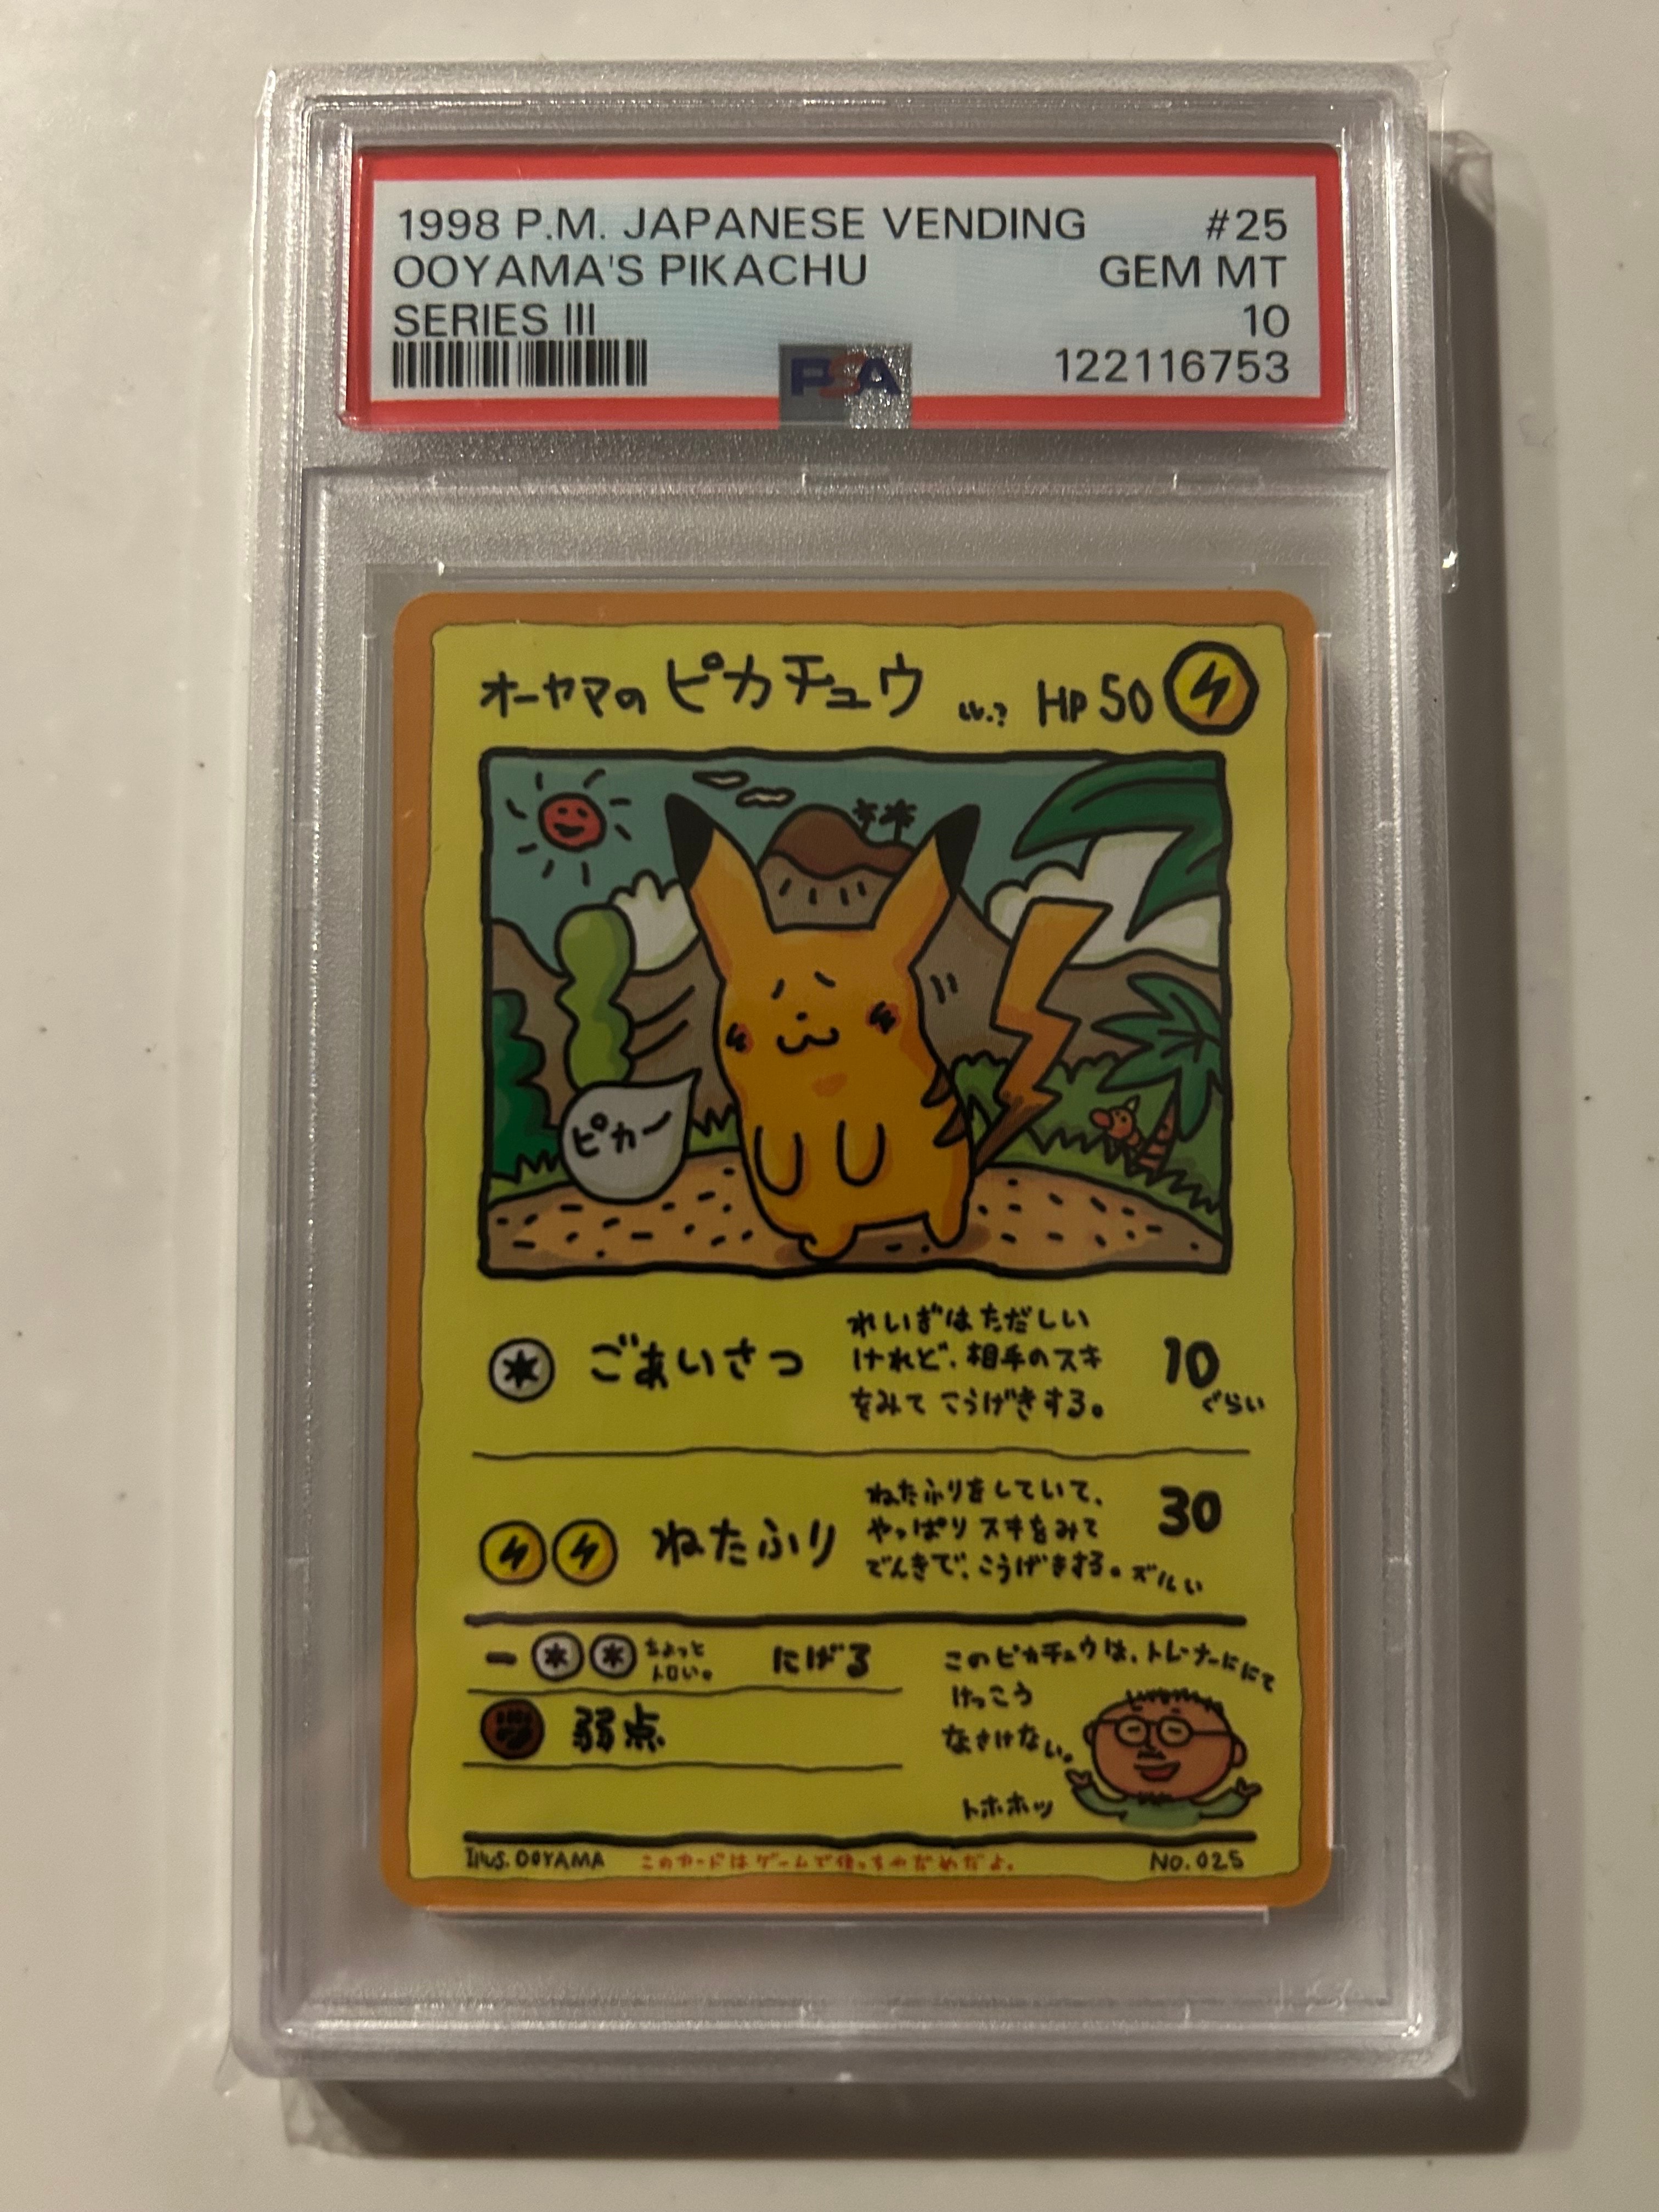 1998 P.M. JAPANESE VENDING #25
OOYAMA'S PIKACHU GEM MT
SERIES III 10
PSA 122116753
オーヤマの ピカチュウ LV.? HP 50
ピカー
ごあいさつ
れいぎは ただしい
けれど、相手のスキ
をみて こうげきする。
10
ぐらい
ねたふり
ねたふりをしていて、
やっぱり スキをみて
でんきで、こうげきする。ズルい
30
ー ちょっと
トロい。
にげる
弱点
このピカチュウは、トレーナーににて
けっこう
なさけない。
トホホッ
Illus. OOYAMA このカードはゲームで使っちゃだめだよ。 NO. 025